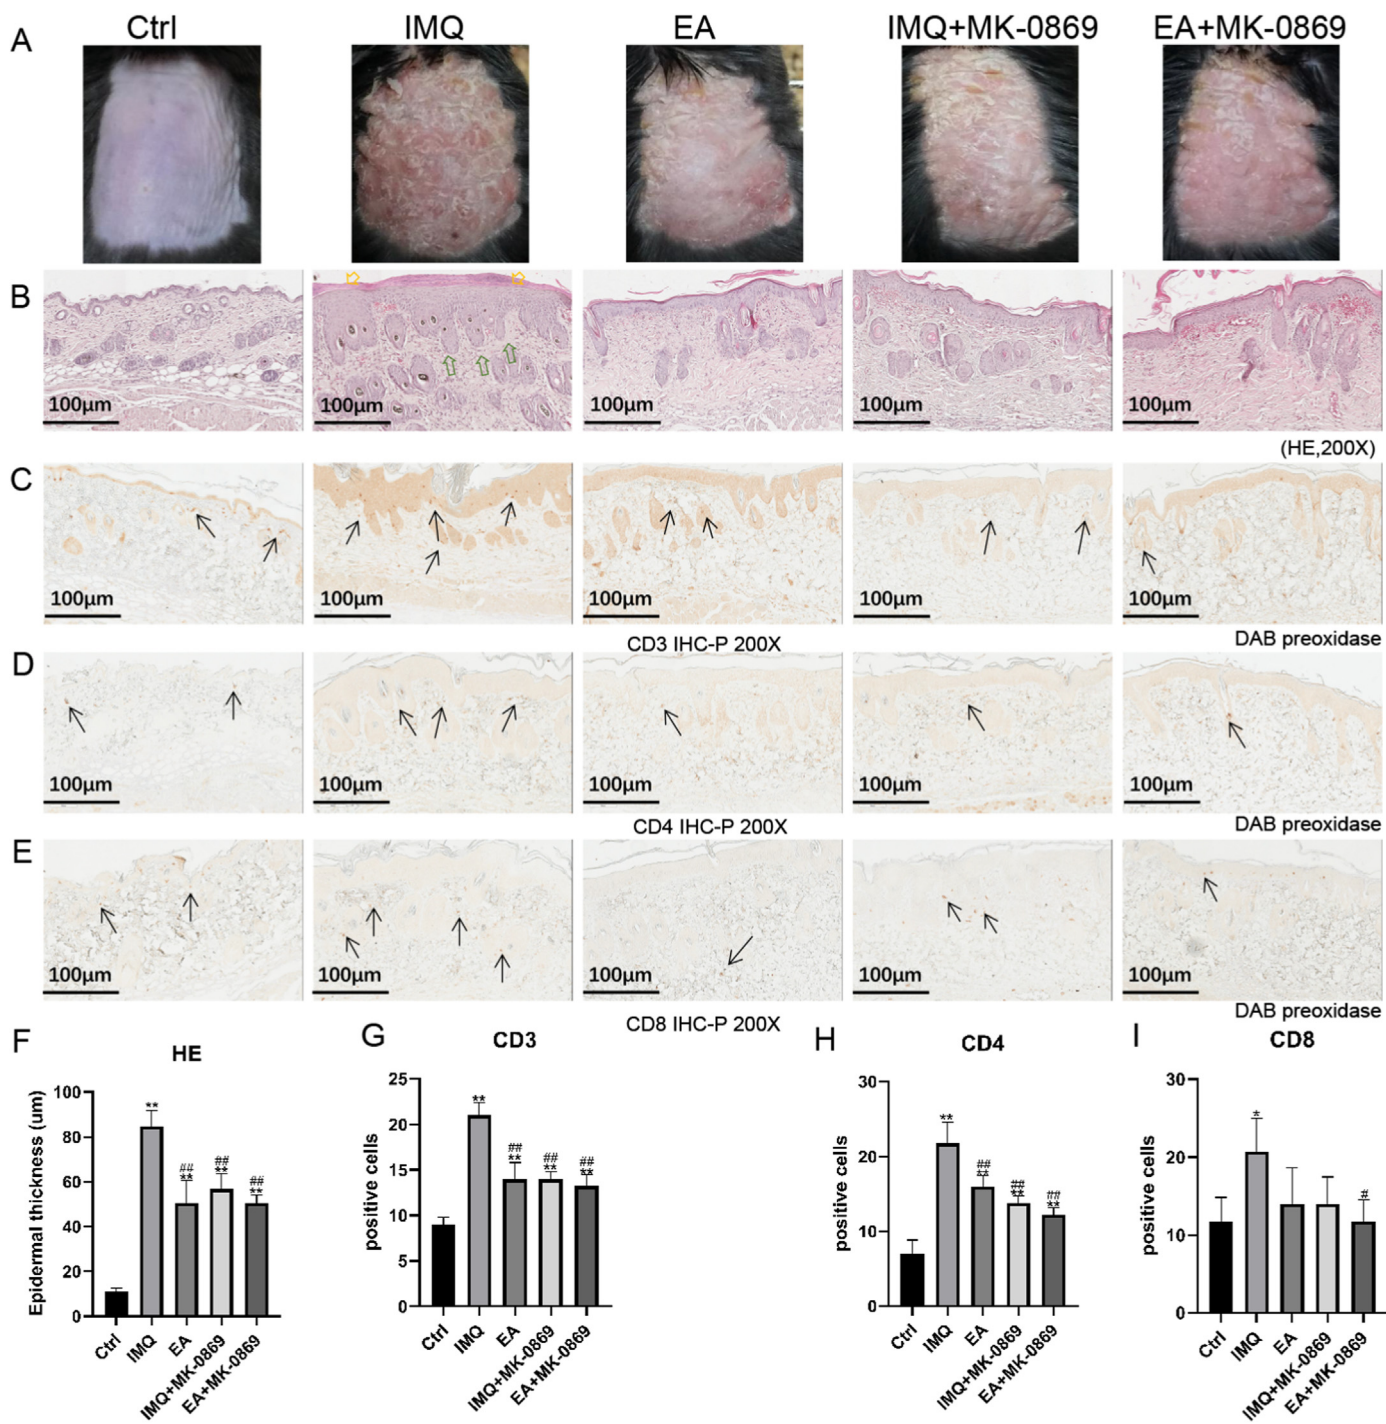 A
Ctrl
IMQ
EA
IMQ+MK-0869
EA+MK-0869
B
100μm
100μm
100μm
100μm
100μm
(HE,200X)
C
100μm
100μm
100μm
100μm
100μm
CD3 IHC-P 200X
DAB preoxidase
D
100μm
100μm
100μm
100μm
100μm
CD4 IHC-P 200X
DAB preoxidase
E
100μm
100μm
100μm
100μm
100μm
CD8 IHC-P 200X
DAB preoxidase
F
HE
Epidermal thickness (um)
100
80
60
40
20
0
**
##
**
##
**
##
**
Ctrl
IMQ
EA
IMQ+MK-0869
EA+MK-0869
G
CD3
positive cells
25
20
15
10
5
0
**
##
**
##
**
##
**
Ctrl
IMQ
EA
IMQ+MK-0869
EA+MK-0869
H
CD4
positive cells
30
20
10
0
**
##
**
##
**
##
**
Ctrl
IMQ
EA
IMQ+MK-0869
EA+MK-0869
I
CD8
positive cells
30
20
10
0
*
#
Ctrl
IMQ
EA
IMQ+MK-0869
EA+MK-0869